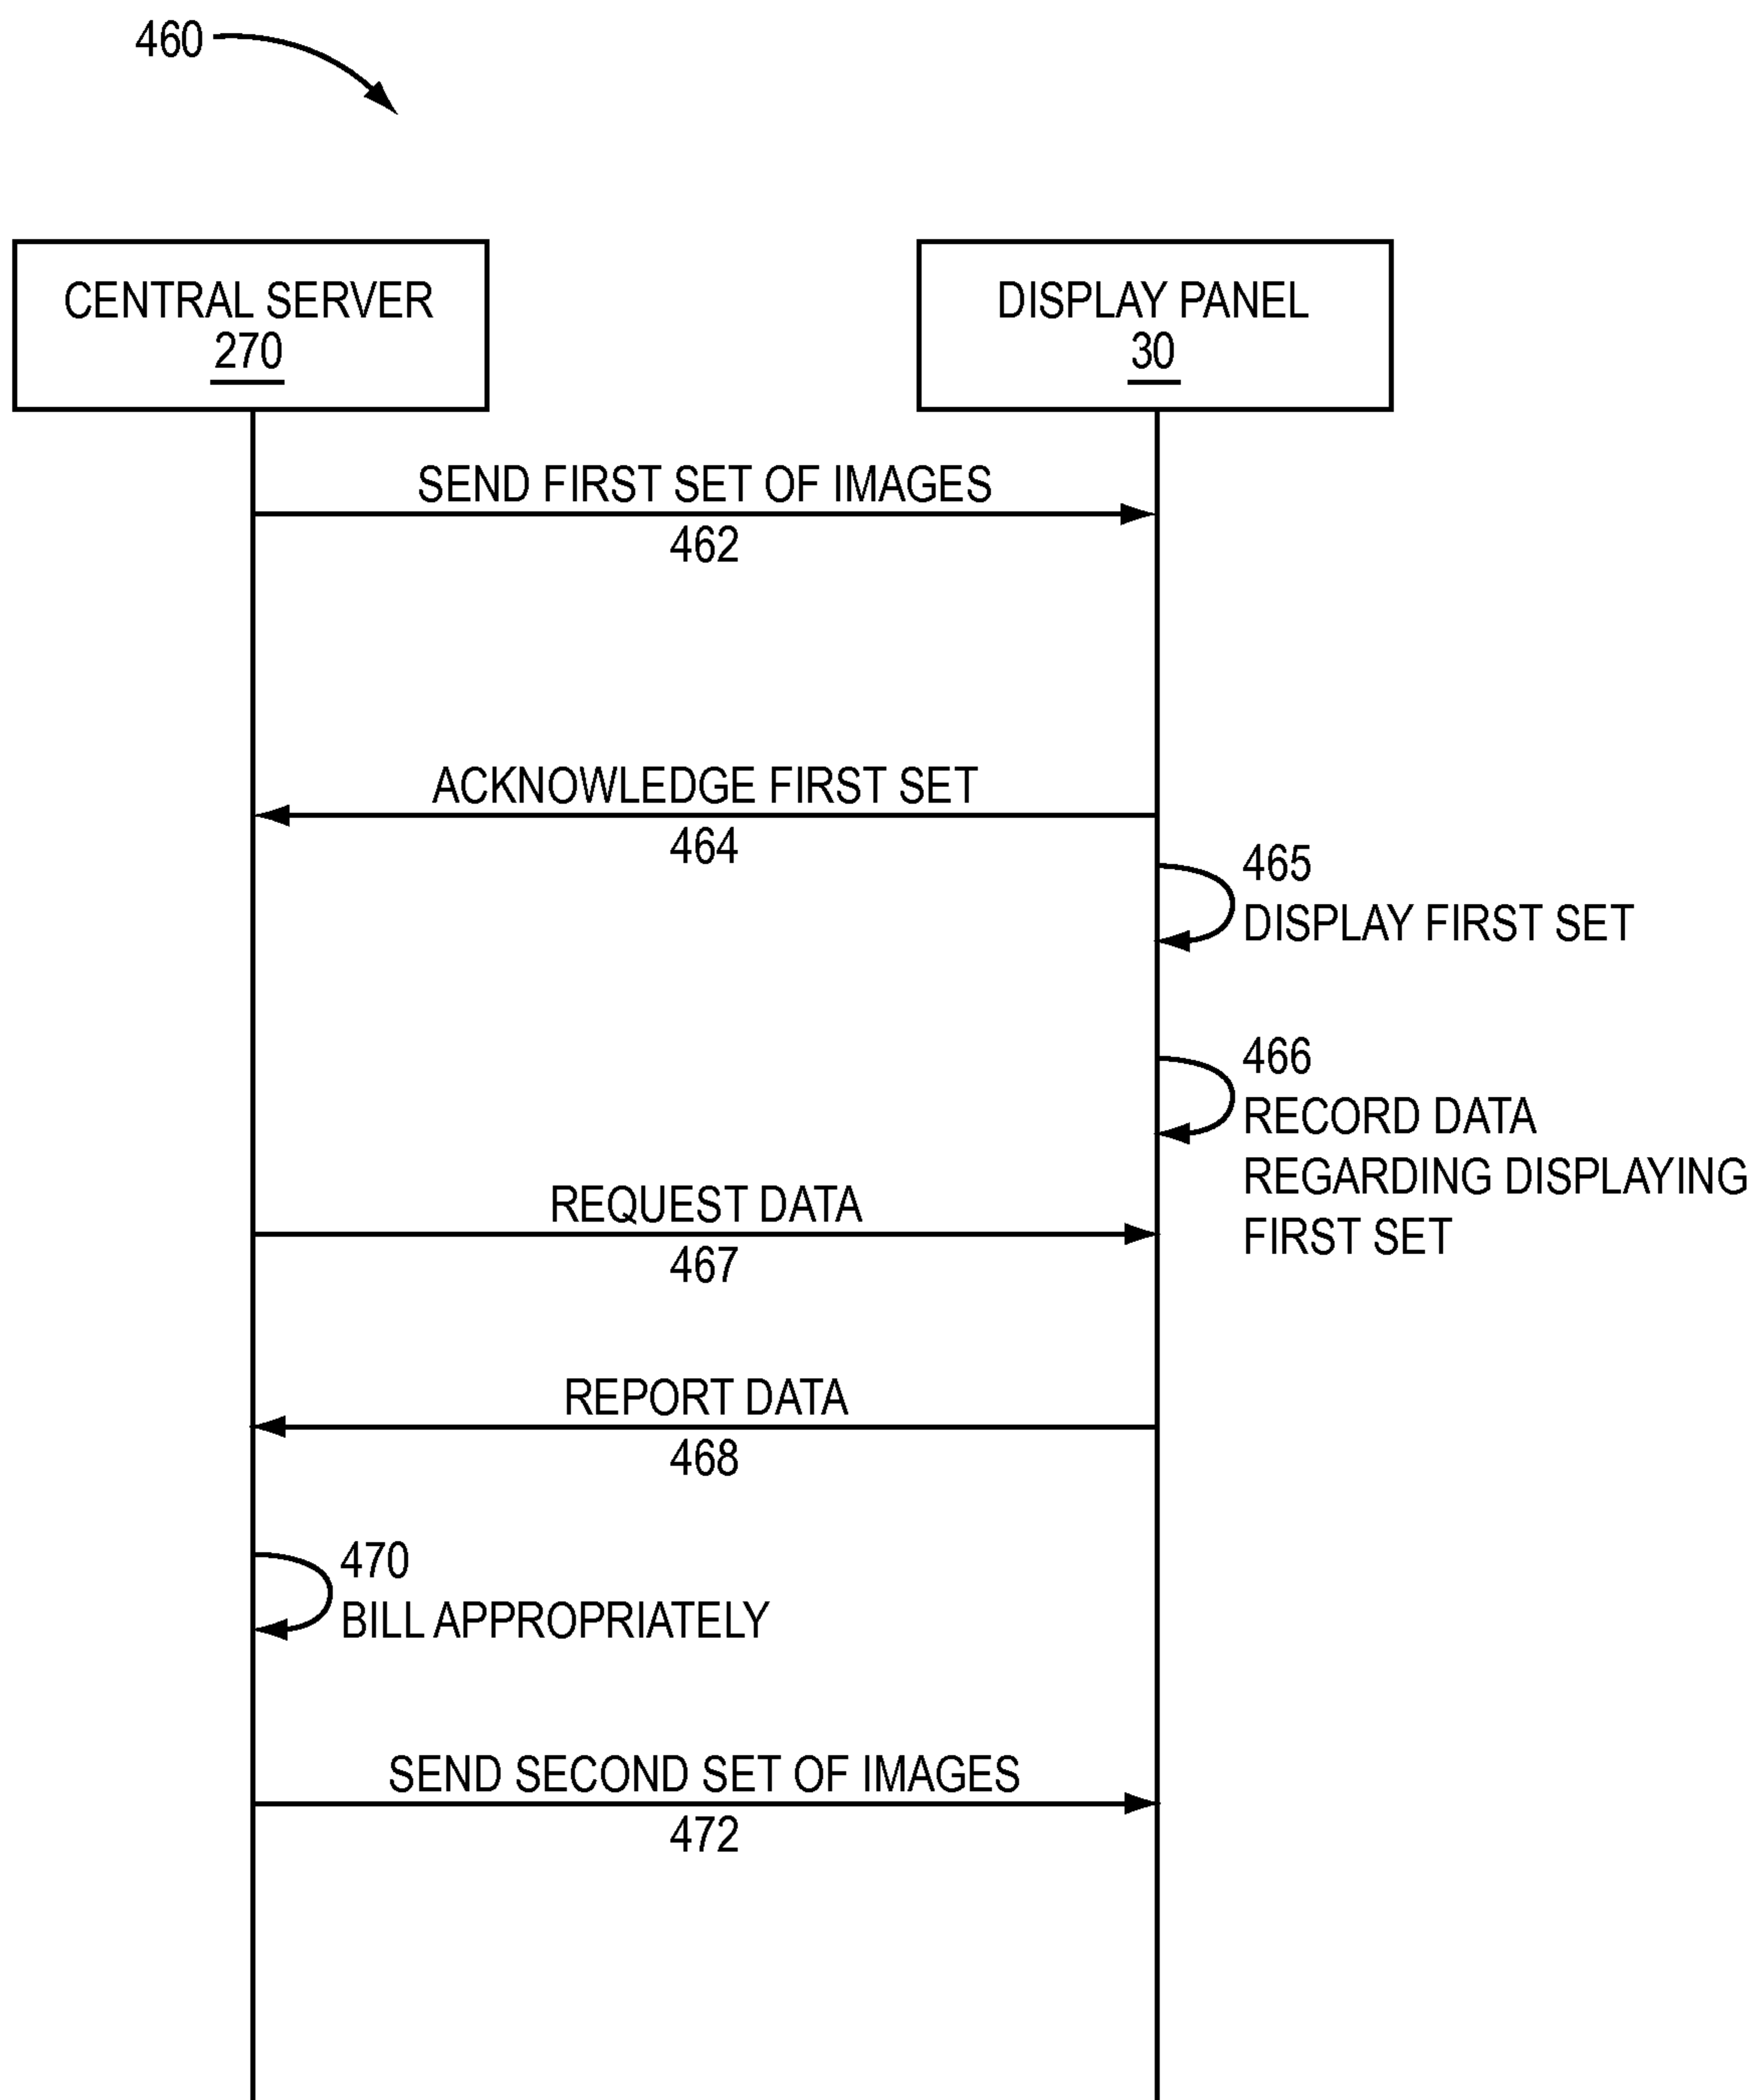 460
CENTRAL SERVER
270
DISPLAY PANEL
30
SEND FIRST SET OF IMAGES
462
ACKNOWLEDGE FIRST SET
464
465
DISPLAY FIRST SET
466
RECORD DATA
REGARDING DISPLAYING
FIRST SET
REQUEST DATA
467
REPORT DATA
468
470
BILL APPROPRIATELY
SEND SECOND SET OF IMAGES
472